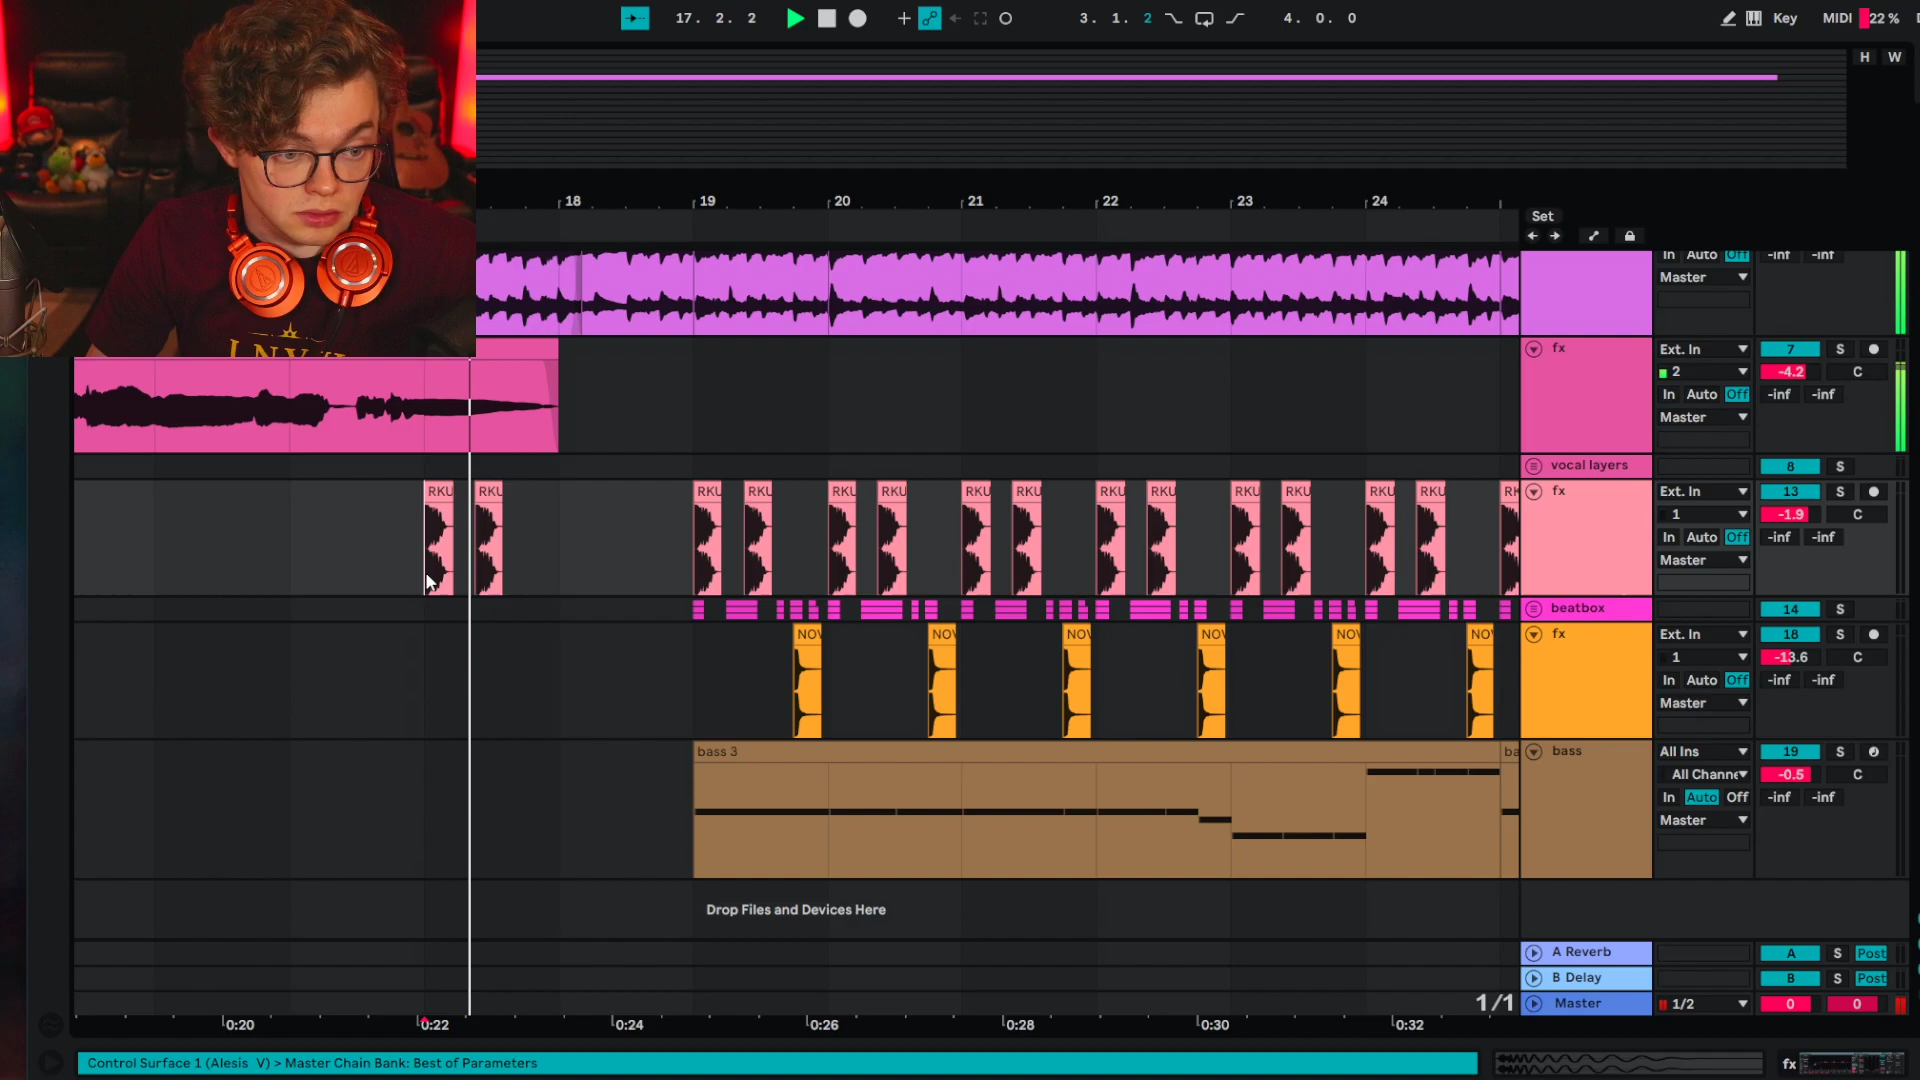 17. 2. 2
3. 1. 2
4. 0. 0
Key
MIDI
22 %
H
W
18
19
20
21
22
23
24
Set
In Auto Off -inf -inf
Master
fx
Ext. In
7
S
2
-4.2
C
In Auto Off -inf -inf
Master
vocal layers
8
S
RKU RKU RKU RKU RKU RKU RKU RKU RKU RKU RKU RKU RKU RKU RK
fx
Ext. In
13
S
1
-1.9
C
In Auto Off -inf -inf
Master
beatbox
14
S
NOV NOV NOV NOV NOV NOV
fx
Ext. In
18
S
1
-13.6
C
In Auto Off -inf -inf
Master
bass 3
ba
bass
All Ins
19
S
All Channe
-0.5
C
In Auto Off -inf -inf
Master
Drop Files and Devices Here
A Reverb
A
S
Post
B Delay
B
S
Post
1/1
Master
1/2
0
0
0:20
0:22
0:24
0:26
0:28
0:30
0:32
Control Surface 1 (Alesis V) > Master Chain Bank: Best of Parameters
fx